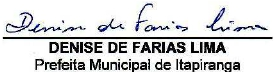 Denise de Farias Lima
DENISE DE FARIAS LIMA
Prefeita Municipal de Itapiranga